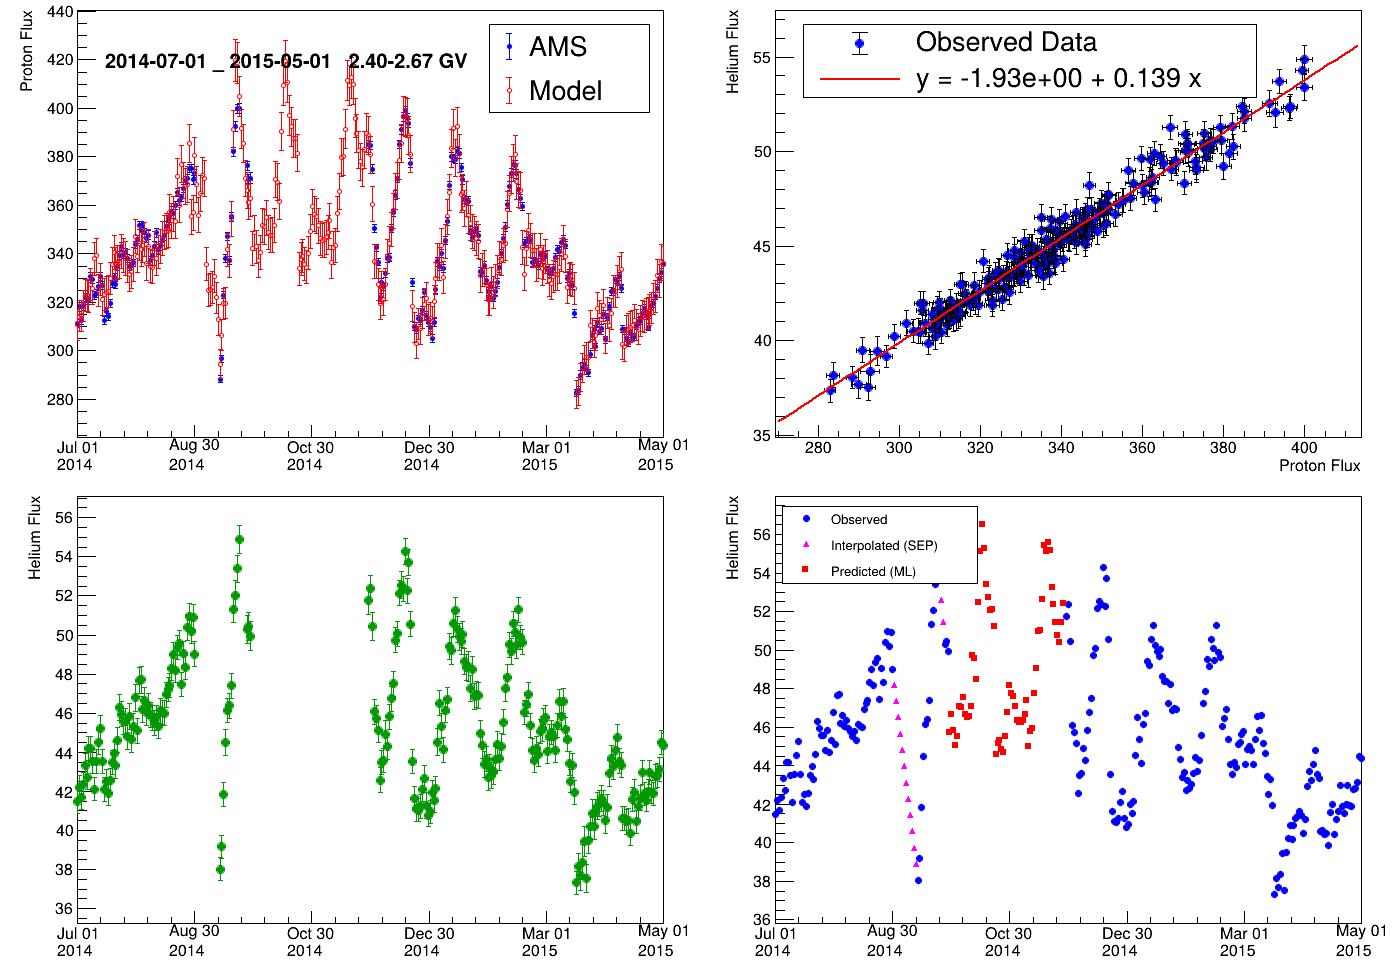 Proton Flux
440
420
400
380
360
340
320
300
280
2014-07-01 _ 2015-05-01 2.40-2.67 GV
AMS
Model
Jul 01
2014
Aug 30
2014
Oct 30
2014
Dec 30
2014
Mar 01
2015
May 01
2015
Helium Flux
55
50
45
40
35
Observed Data
y = -1.93e+00 + 0.139 x
280
300
320
340
360
380
400
Proton Flux
Helium Flux
56
54
52
50
48
46
44
42
40
38
36
Jul 01
2014
Aug 30
2014
Oct 30
2014
Dec 30
2014
Mar 01
2015
May 01
2015
Helium Flux
56
54
52
50
48
46
44
42
40
38
36
Observed
Interpolated (SEP)
Predicted (ML)
Jul 01
2014
Aug 30
2014
Oct 30
2014
Dec 30
2014
Mar 01
2015
May 01
2015